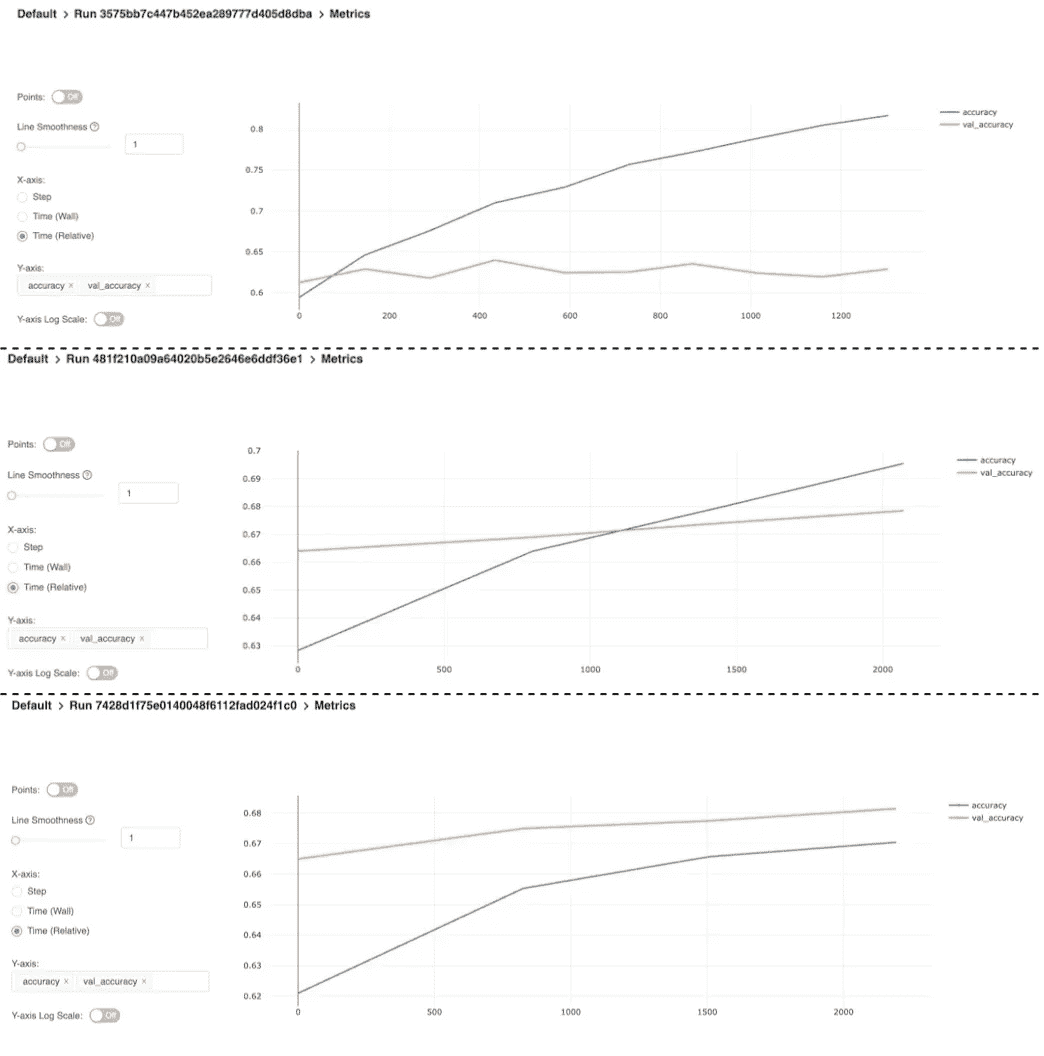 Default > Run 3575bb7c447b452ea289777d405d8dba > Metrics
Points: Off
Line Smoothness ?
1
X-axis:
Step
Time (Wall)
Time (Relative)
Y-axis:
accuracy × val_accuracy ×
Y-axis Log Scale: Off
0.8
0.75
0.7
0.65
0.6
0 200 400 600 800 1000 1200
accuracy
val_accuracy
Default > Run 481f210a09a64020b5e2646e6ddf36e1 > Metrics
Points: Off
Line Smoothness ?
1
X-axis:
Step
Time (Wall)
Time (Relative)
Y-axis:
accuracy × val_accuracy ×
Y-axis Log Scale: Off
0.7
0.69
0.68
0.67
0.66
0.65
0.64
0.63
0 500 1000 1500 2000
accuracy
val_accuracy
Default > Run 7428d1f75e0140048f6112fad024f1c0 > Metrics
Points: Off
Line Smoothness ?
1
X-axis:
Step
Time (Wall)
Time (Relative)
Y-axis:
accuracy × val_accuracy ×
Y-axis Log Scale: Off
0.68
0.67
0.66
0.65
0.64
0.63
0.62
0 500 1000 1500 2000
accuracy
val_accuracy